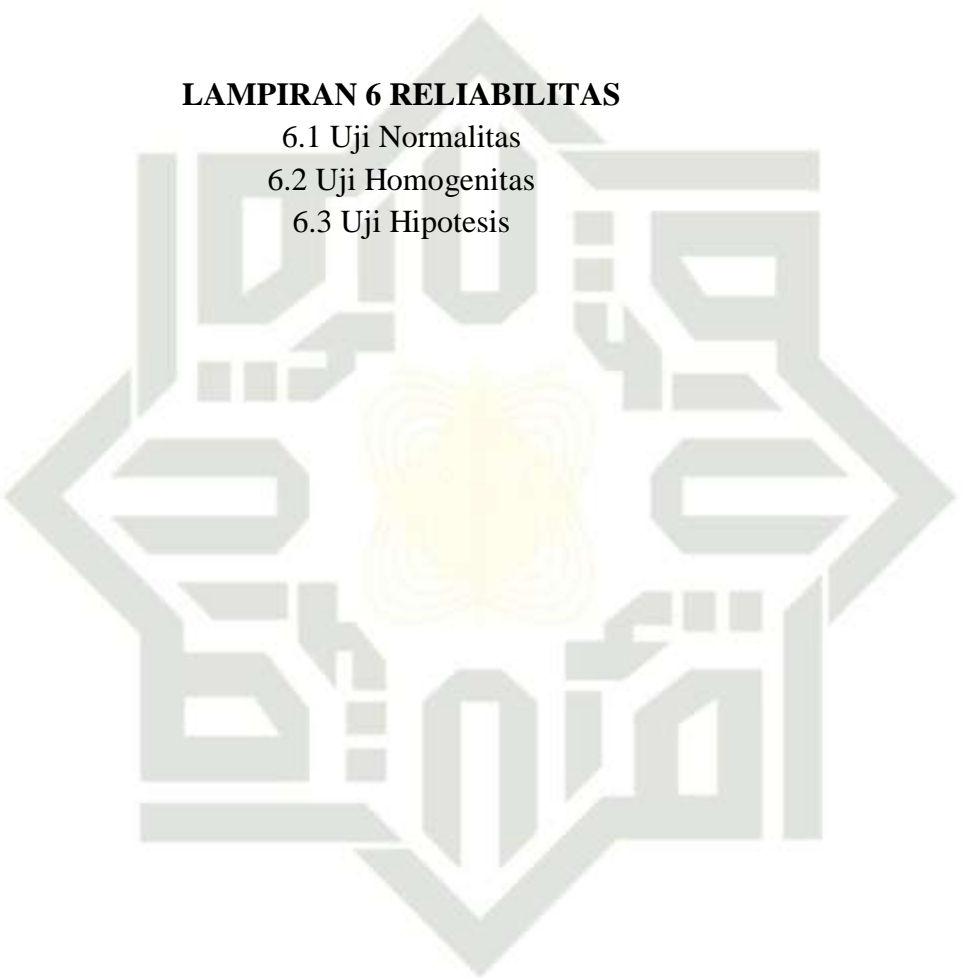 LAMPIRAN 6 RELIABILITAS
6.1 Uji Normalitas
6.2 Uji Homogenitas
6.3 Uji Hipotesis